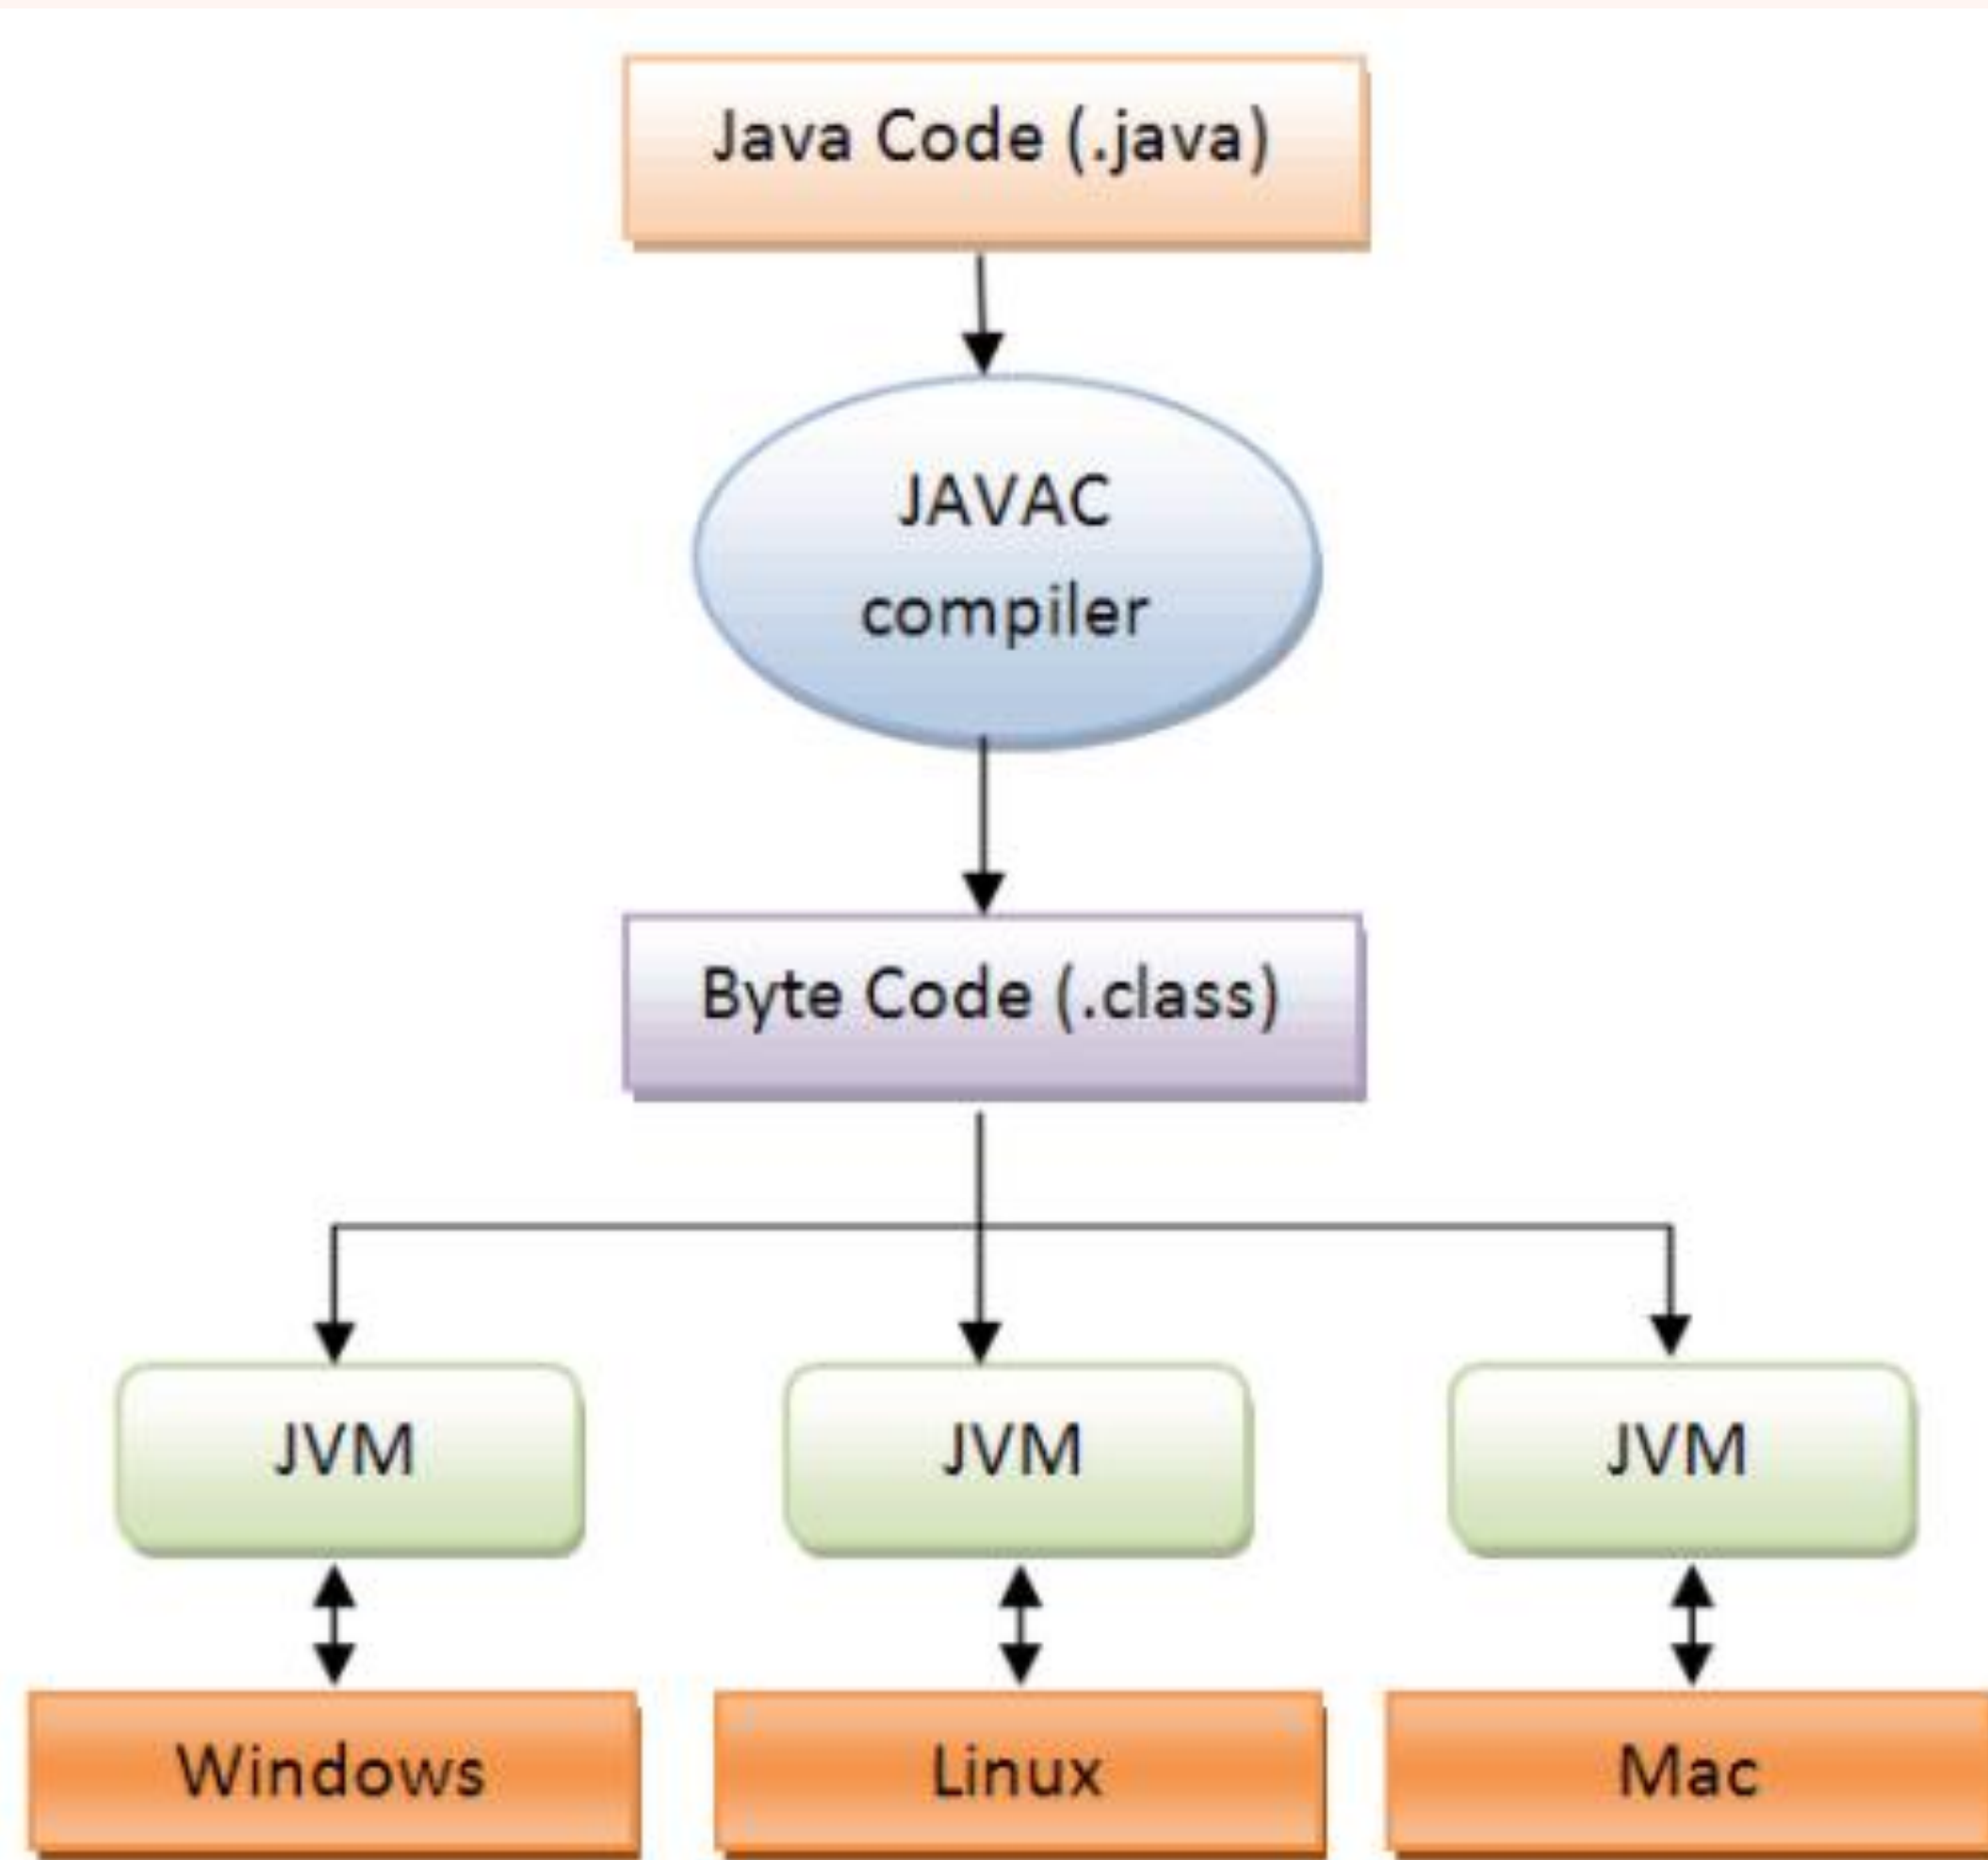 Java Code (.java)
JAVAC
compiler
Byte Code (.class)
JVM
JVM
JVM
Windows
Linux
Mac